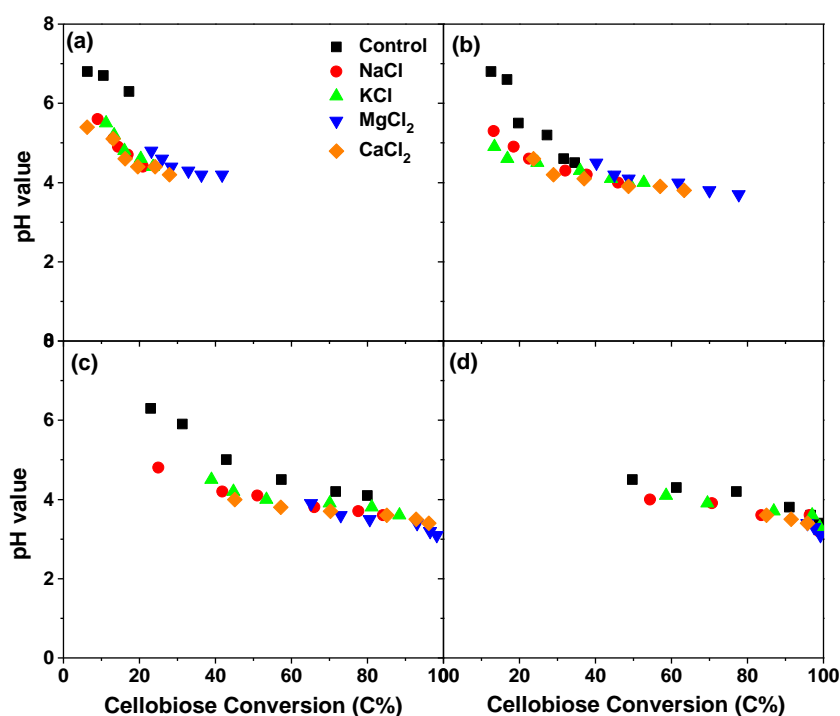 8
(a)
(b)
Control
NaCl
KCl
MgCl2
CaCl2
6
4
2
0
pH value
8
(c)
(d)
6
4
2
0
pH value
0 20 40 60 80 100
20 40 60 80 100
Cellobiose Conversion (C%)
Cellobiose Conversion (C%)